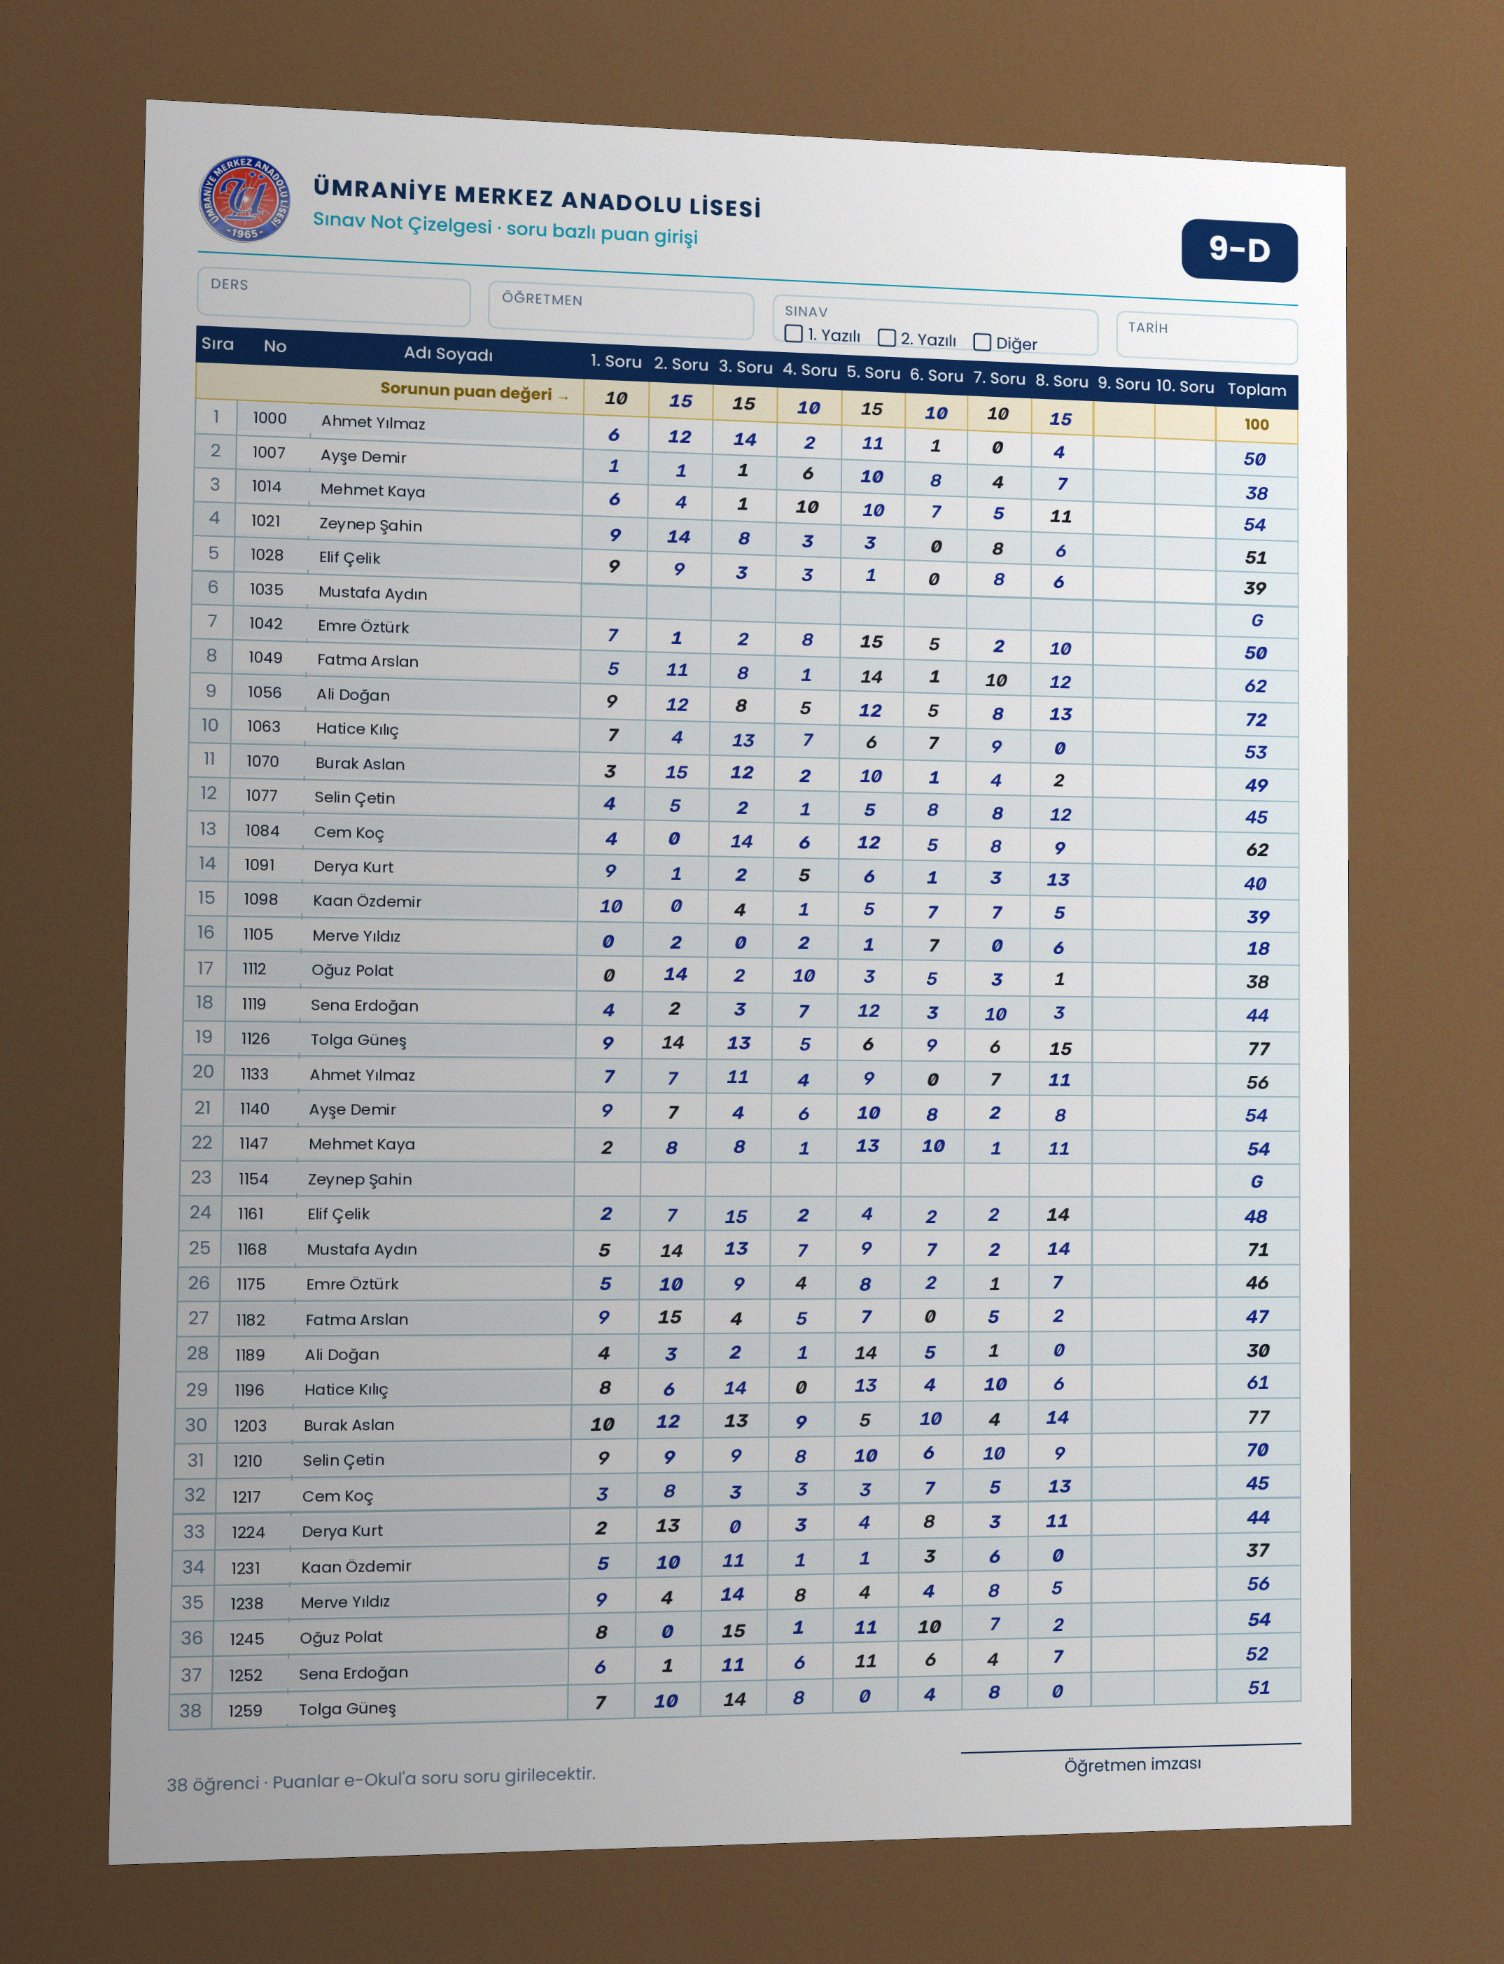 ÜMRANİYE MERKEZ ANADOLU LİSESİ
-1965-
ÜMRANİYE MERKEZ ANADOLU LİSESİ
Sınav Not Çizelgesi · soru bazlı puan girişi
9-D
DERS
ÖĞRETMEN
SINAV
1. Yazılı 2. Yazılı Diğer
TARİH
Sıra No Adı Soyadı 1. Soru 2. Soru 3. Soru 4. Soru 5. Soru 6. Soru 7. Soru 8. Soru 9. Soru 10. Soru Toplam
Sorunun puan değeri → 10 15 15 10 15 10 10 15 100
1 1000 Ahmet Yılmaz 6 12 14 2 11 1 0 4 50
2 1007 Ayşe Demir 1 1 1 6 10 8 4 7 38
3 1014 Mehmet Kaya 6 4 1 10 10 7 5 11 54
4 1021 Zeynep Şahin 9 14 8 3 3 0 8 6 51
5 1028 Elif Çelik 9 9 3 3 1 0 8 6 39
6 1035 Mustafa Aydın G
7 1042 Emre Öztürk 7 1 2 8 15 5 2 10 50
8 1049 Fatma Arslan 5 11 8 1 14 1 10 12 62
9 1056 Ali Doğan 9 12 8 5 12 5 8 13 72
10 1063 Hatice Kılıç 7 4 13 7 6 7 9 0 53
11 1070 Burak Aslan 3 15 12 2 10 1 4 2 49
12 1077 Selin Çetin 4 5 2 1 5 8 8 12 45
13 1084 Cem Koç 4 0 14 6 12 5 8 9 62
14 1091 Derya Kurt 9 1 2 5 6 1 3 13 40
15 1098 Kaan Özdemir 10 0 4 1 5 7 7 5 39
16 1105 Merve Yıldız 0 2 0 2 1 7 0 6 18
17 1112 Oğuz Polat 0 14 2 10 3 5 3 1 38
18 1119 Sena Erdoğan 4 2 3 7 12 3 10 3 44
19 1126 Tolga Güneş 9 14 13 5 6 9 6 15 77
20 1133 Ahmet Yılmaz 7 7 11 4 9 0 7 11 56
21 1140 Ayşe Demir 9 7 4 6 10 8 2 8 54
22 1147 Mehmet Kaya 2 8 8 1 13 10 1 11 54
23 1154 Zeynep Şahin G
24 1161 Elif Çelik 2 7 15 2 4 2 2 14 48
25 1168 Mustafa Aydın 5 14 13 7 9 7 2 14 71
26 1175 Emre Öztürk 5 10 9 4 8 2 1 7 46
27 1182 Fatma Arslan 9 15 4 5 7 0 5 2 47
28 1189 Ali Doğan 4 3 2 1 14 5 1 0 30
29 1196 Hatice Kılıç 8 6 14 0 13 4 10 6 61
30 1203 Burak Aslan 10 12 13 9 5 10 4 14 77
31 1210 Selin Çetin 9 9 9 8 10 6 10 9 70
32 1217 Cem Koç 3 8 3 3 3 7 5 13 45
33 1224 Derya Kurt 2 13 0 3 4 8 3 11 44
34 1231 Kaan Özdemir 5 10 11 1 1 3 6 0 37
35 1238 Merve Yıldız 9 4 14 8 4 4 8 5 56
36 1245 Oğuz Polat 8 0 15 1 11 10 7 2 54
37 1252 Sena Erdoğan 6 1 11 6 11 6 4 7 52
38 1259 Tolga Güneş 7 10 14 8 0 4 8 0 51
38 öğrenci · Puanlar e-Okul'a soru soru girilecektir.
Öğretmen imzası